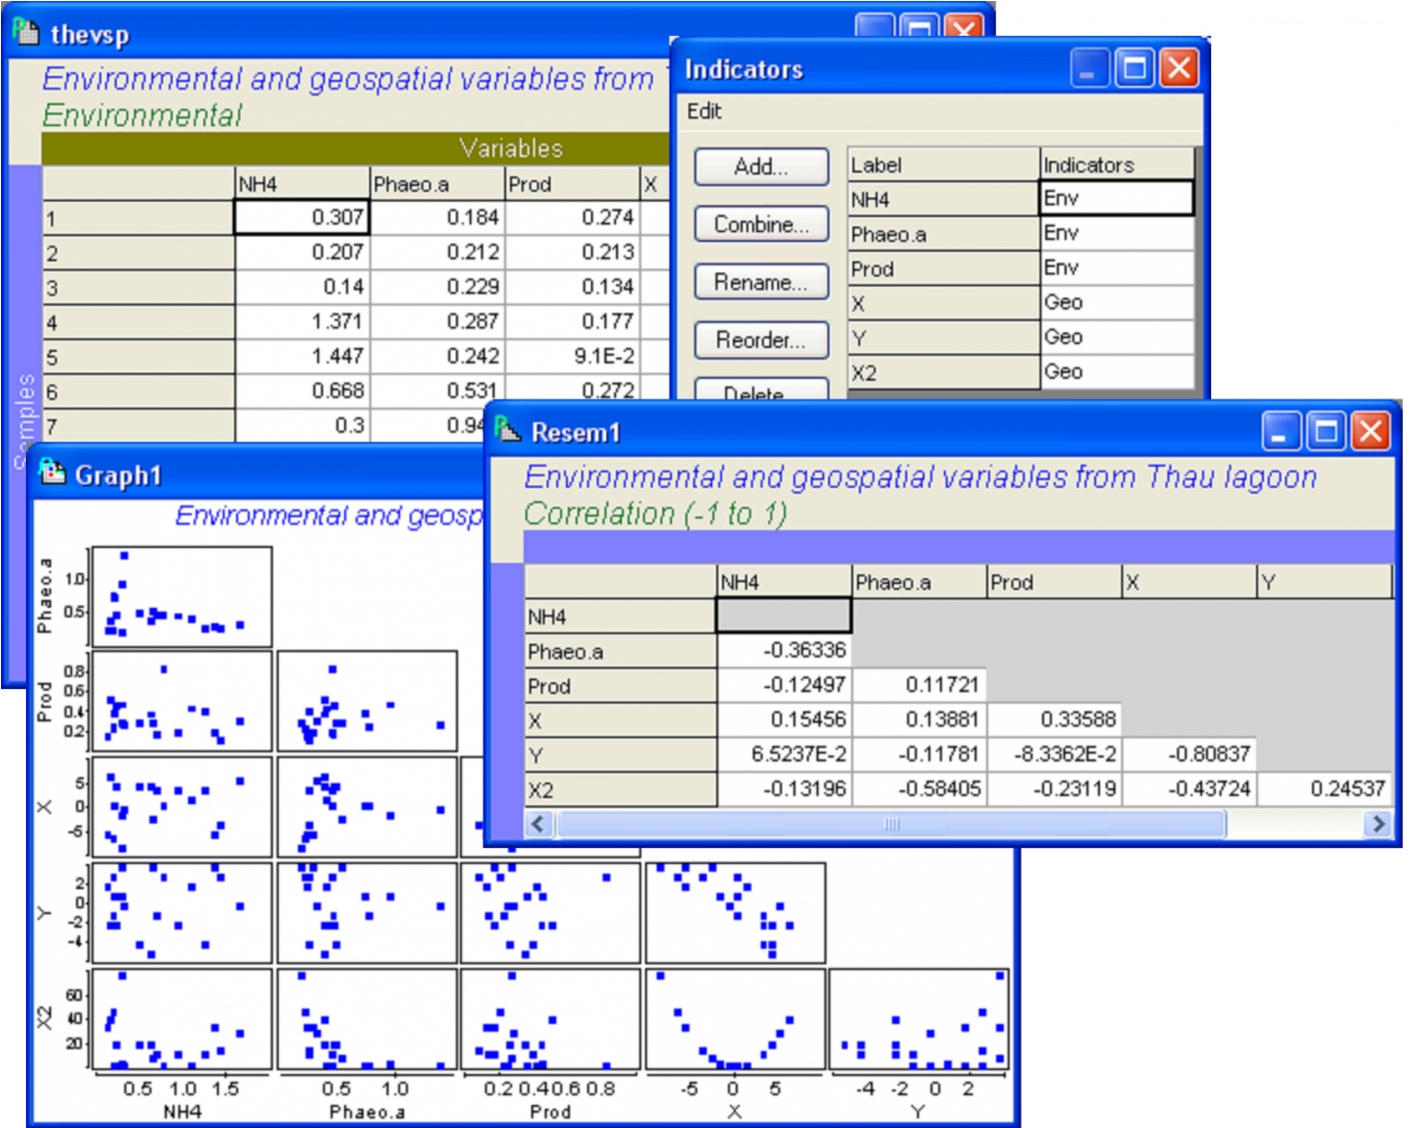 thevsp
Environmental and geospatial variables from
Environmental
Variables
Samples
NH4 Phaeo.a Prod X
1 0.307 0.184 0.274
2 0.207 0.212 0.213
3 0.14 0.229 0.134
4 1.371 0.287 0.177
5 1.447 0.242 9.1E-2
6 0.668 0.531 0.272
7 0.3
Indicators
Edit
Add...
Combine...
Rename...
Reorder...
Delete
Label Indicators
NH4 Env
Phaeo.a Env
Prod Env
X Geo
Y Geo
X2 Geo
Resem1
Environmental and geospatial variables from Thau lagoon
Correlation (-1 to 1)
NH4 Phaeo.a Prod X Y
NH4
Phaeo.a -0.36336
Prod -0.12497 0.11721
X 0.15456 0.13881 0.33588
Y 6.5237E-2 -0.11781 -8.3362E-2 -0.80837
X2 -0.13196 -0.58405 -0.23119 -0.43724 0.24537
Graph1
Environmental and geosp
Phaeo.a
1.0
0.5
Prod
0.8
0.6
0.4
0.2
X
5
0
-5
Y
2
0
-2
-4
X2
60
40
20
0.5 1.0 1.5
NH4
0.5 1.0
Phaeo.a
0.2 0.4 0.6 0.8
Prod
-5 0 5
X
-4 -2 0 2
Y